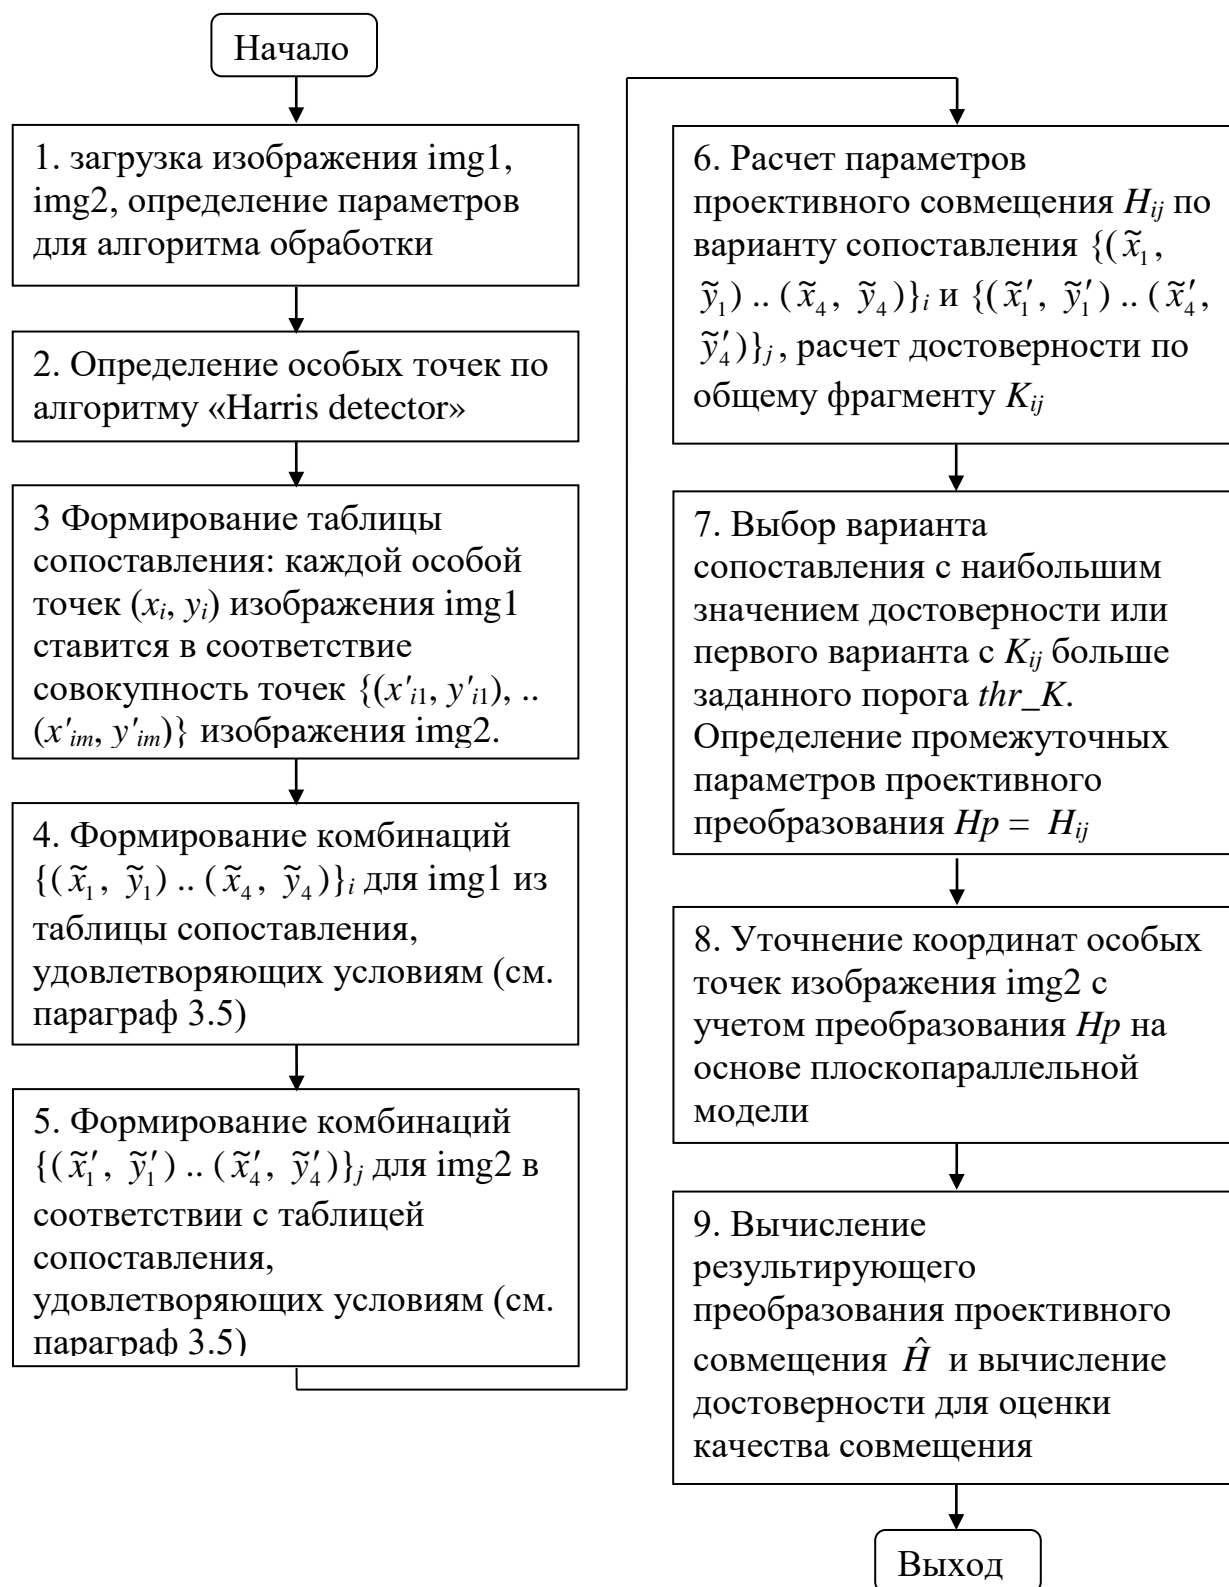 Начало
1. загрузка изображения img1,
img2, определение параметров
для алгоритма обработки
2. Определение особых точек по
алгоритму «Harris detector»
3 Формирование таблицы
сопоставления: каждой особой
точек (xᵢ, yᵢ) изображения img1
ставится в соответствие
совокупность точек {(x'ᵢ₁, y'ᵢ₁), ..
(x'ᵢₘ, y'ᵢₘ)} изображения img2.
4. Формирование комбинаций
{(x̃₁, ỹ₁) .. (x̃₄, ỹ₄)}ᵢ для img1 из
таблицы сопоставления,
удовлетворяющих условиям (см.
параграф 3.5)
5. Формирование комбинаций
{(x̃₁′, ỹ₁′) .. (x̃₄′, ỹ₄′)}ⱼ для img2 в
соответствии с таблицей
сопоставления,
удовлетворяющих условиям (см.
параграф 3.5)
6. Расчет параметров
проективного совмещения Hᵢⱼ по
варианту сопоставления {(x̃₁,
ỹ₁) .. (x̃₄, ỹ₄)}ᵢ и {(x̃₁′, ỹ₁′) .. (x̃₄′,
ỹ₄′)}ⱼ, расчет достоверности по
общему фрагменту Kᵢⱼ
7. Выбор варианта
сопоставления с наибольшим
значением достоверности или
первого варианта с Kᵢⱼ больше
заданного порога thr_K.
Определение промежуточных
параметров проективного
преобразования Hp = Hᵢⱼ
8. Уточнение координат особых
точек изображения img2 с
учетом преобразования Hp на
основе плоскопараллельной
модели
9. Вычисление
результирующего
преобразования проективного
совмещения Ĥ и вычисление
достоверности для оценки
качества совмещения
Выход